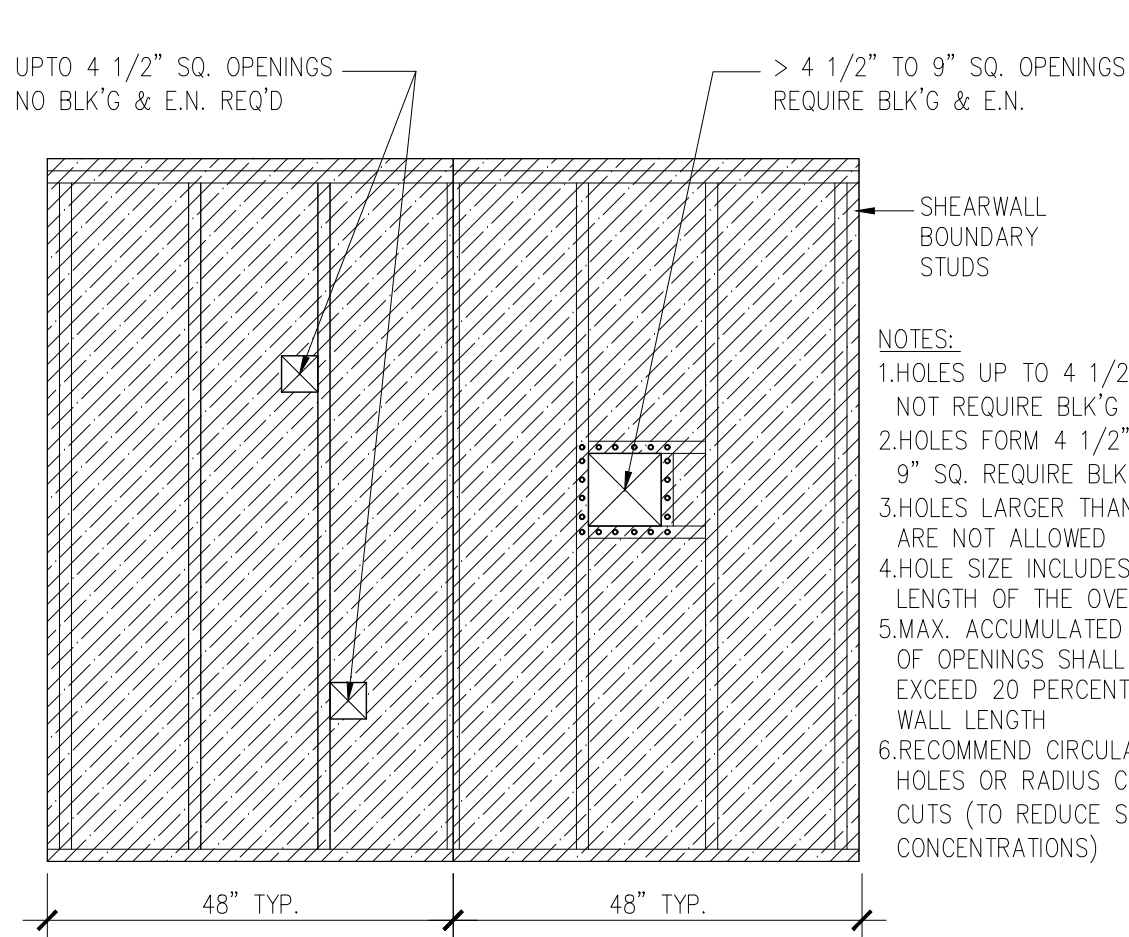 UPTO 4 1/2" SQ. OPENINGS
NO BLK'G & E.N. REQ'D
> 4 1/2" TO 9" SQ. OPENINGS
REQUIRE BLK'G & E.N.
SHEARWALL
BOUNDARY
STUDS
NOTES:
1.HOLES UP TO 4 1/2
NOT REQUIRE BLK'G
2.HOLES FORM 4 1/2"
9" SQ. REQUIRE BLK
3.HOLES LARGER THAN
ARE NOT ALLOWED
4.HOLE SIZE INCLUDES
LENGTH OF THE OVE
5.MAX. ACCUMULATED
OF OPENINGS SHALL
EXCEED 20 PERCENT
WALL LENGTH
6.RECOMMEND CIRCULA
HOLES OR RADIUS C
CUTS (TO REDUCE S
CONCENTRATIONS)
48" TYP.
48" TYP.